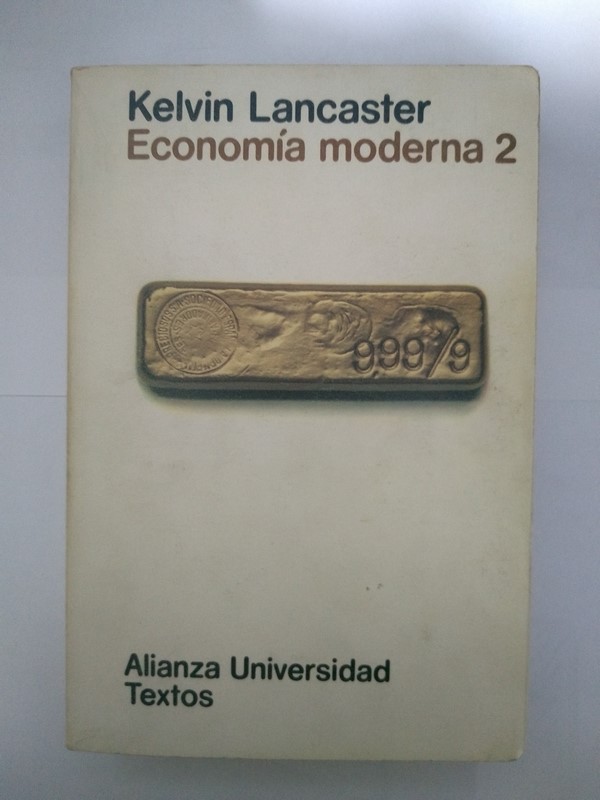 Kelvin Lancaster
Economía moderna 2
999/9
Alianza Universidad
Textos